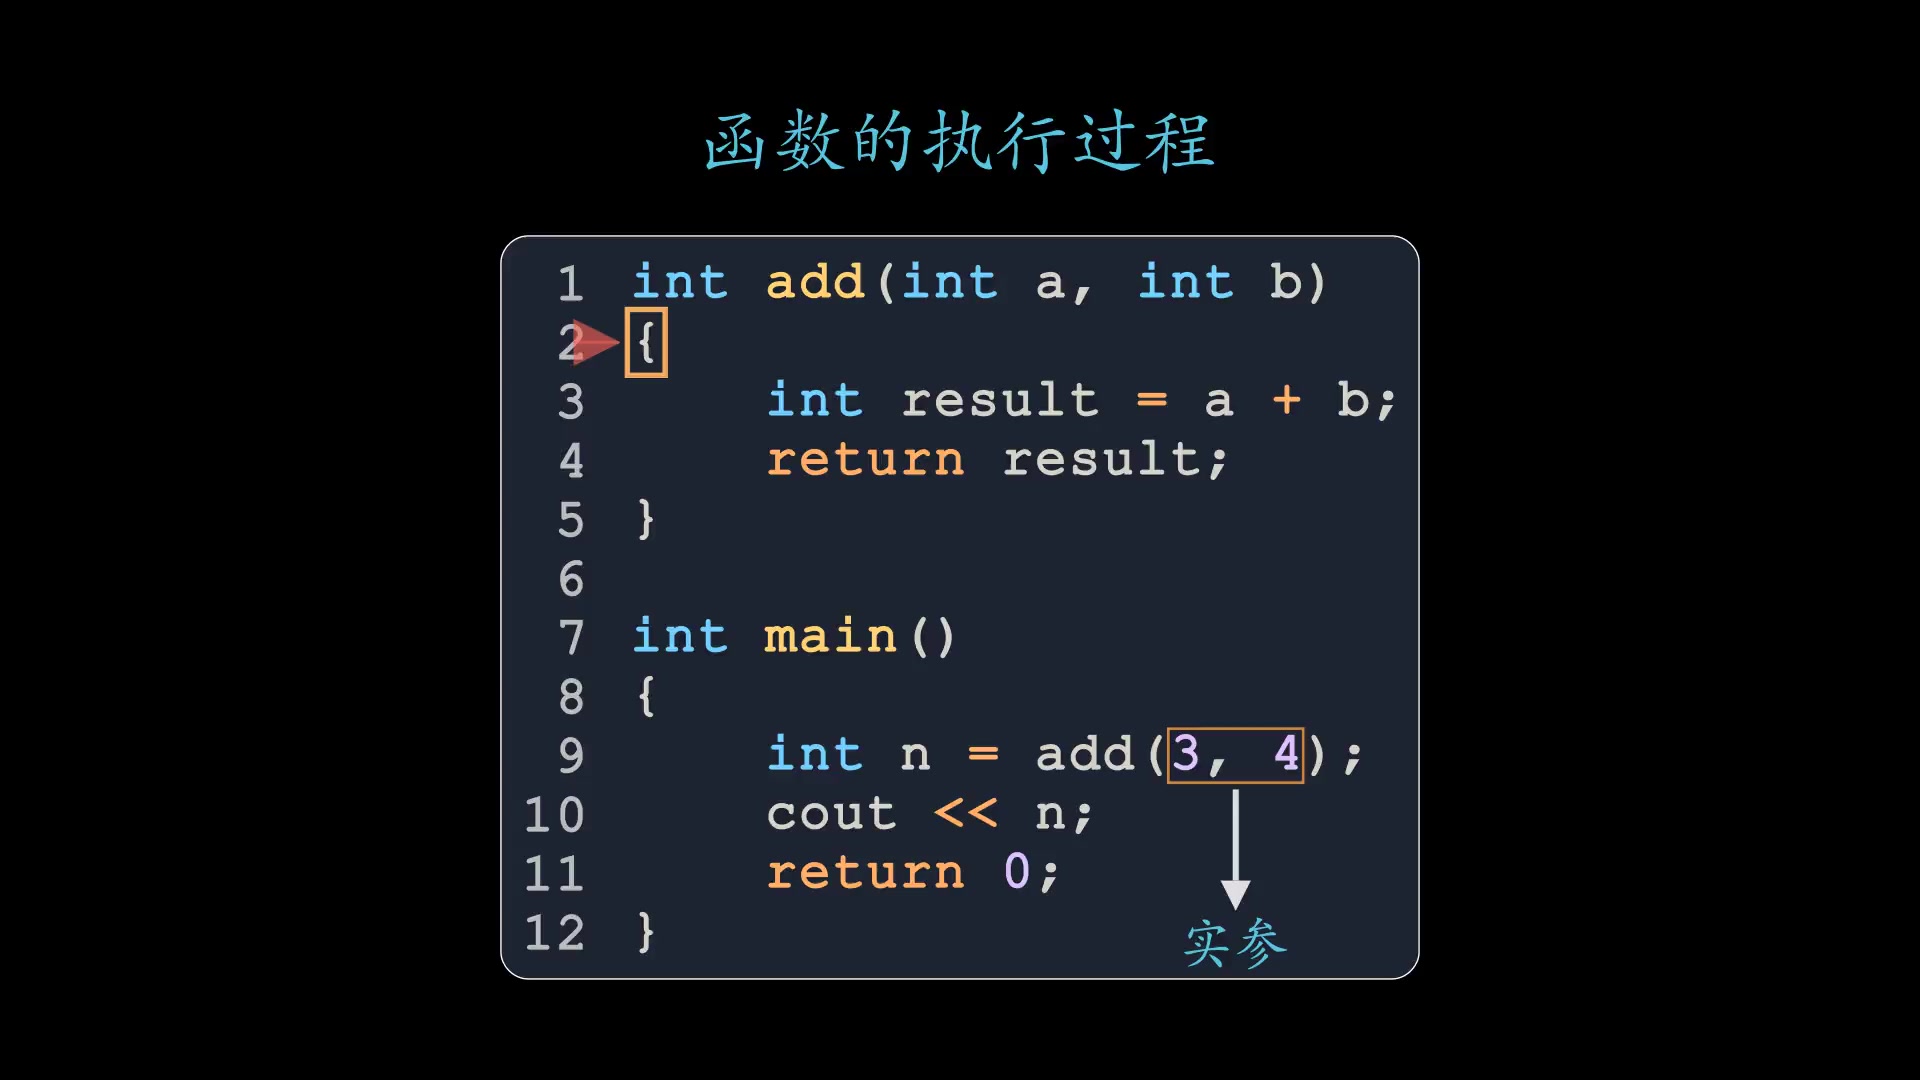 函数的执行过程
1 int add(int a, int b)
2 {
3 int result = a + b;
4 return result;
5 }
6
7 int main()
8 {
9 int n = add(3, 4);
10 cout << n;
11 return 0;
12 }
实参